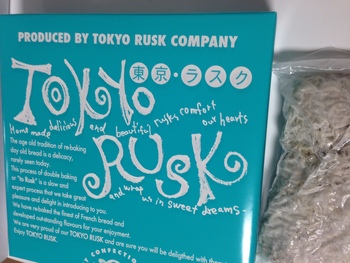 PRODUCED BY TOKYO RUSK COMPANY
TOKYO
東京・ラスク
Home made delicious and beautiful rusks comfort
our hearts
RUSK
and wrap us in sweet dreams-
The age old tradition of re-baking
day old bread is a delicacy,
rarely seen today.
This process of double baking
or "to Rusk" is a slow and
expert process that we take great
pleasure and delight in introducing to you.
We have rebaked the finest of French bread and
developed outstanding flavours for your enjoyment.
We are very proud of our TOKYO RUSK and are sure you will be deligthed with them
Enjoy TOKYO RUSK.
CONFECTIO